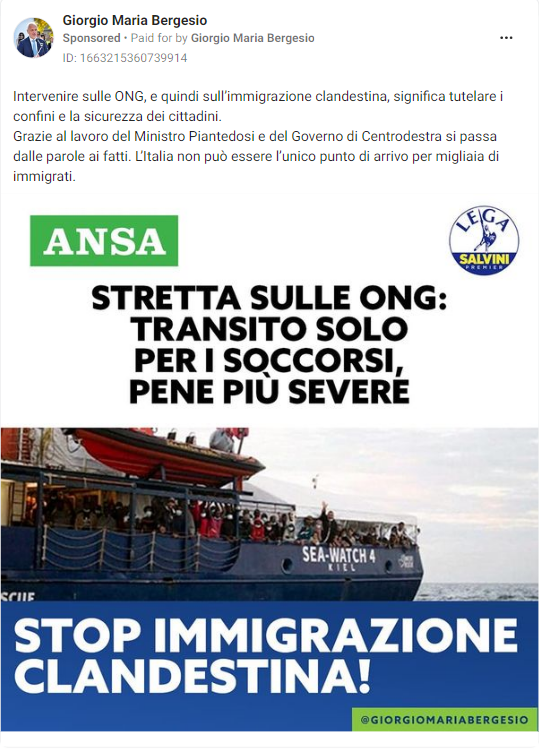 Giorgio Maria Bergesio
Sponsored • Paid for by Giorgio Maria Bergesio
ID: 1663215360739914
Intervenire sulle ONG, e quindi sull’immigrazione clandestina, significa tutelare i
confini e la sicurezza dei cittadini.
Grazie al lavoro del Ministro Piantedosi e del Governo di Centrodestra si passa
dalle parole ai fatti. L’Italia non può essere l’unico punto di arrivo per migliaia di
immigrati.
ANSA
LEGA
SALVINI
PREMIER
STRETTA SULLE ONG:
TRANSITO SOLO
PER I SOCCORSI,
PENE PIÙ SEVERE
SEA-WATCH 4
KIEL
SCUE
STOP IMMIGRAZIONE
CLANDESTINA!
@GIORGIOMARIABERGESIO